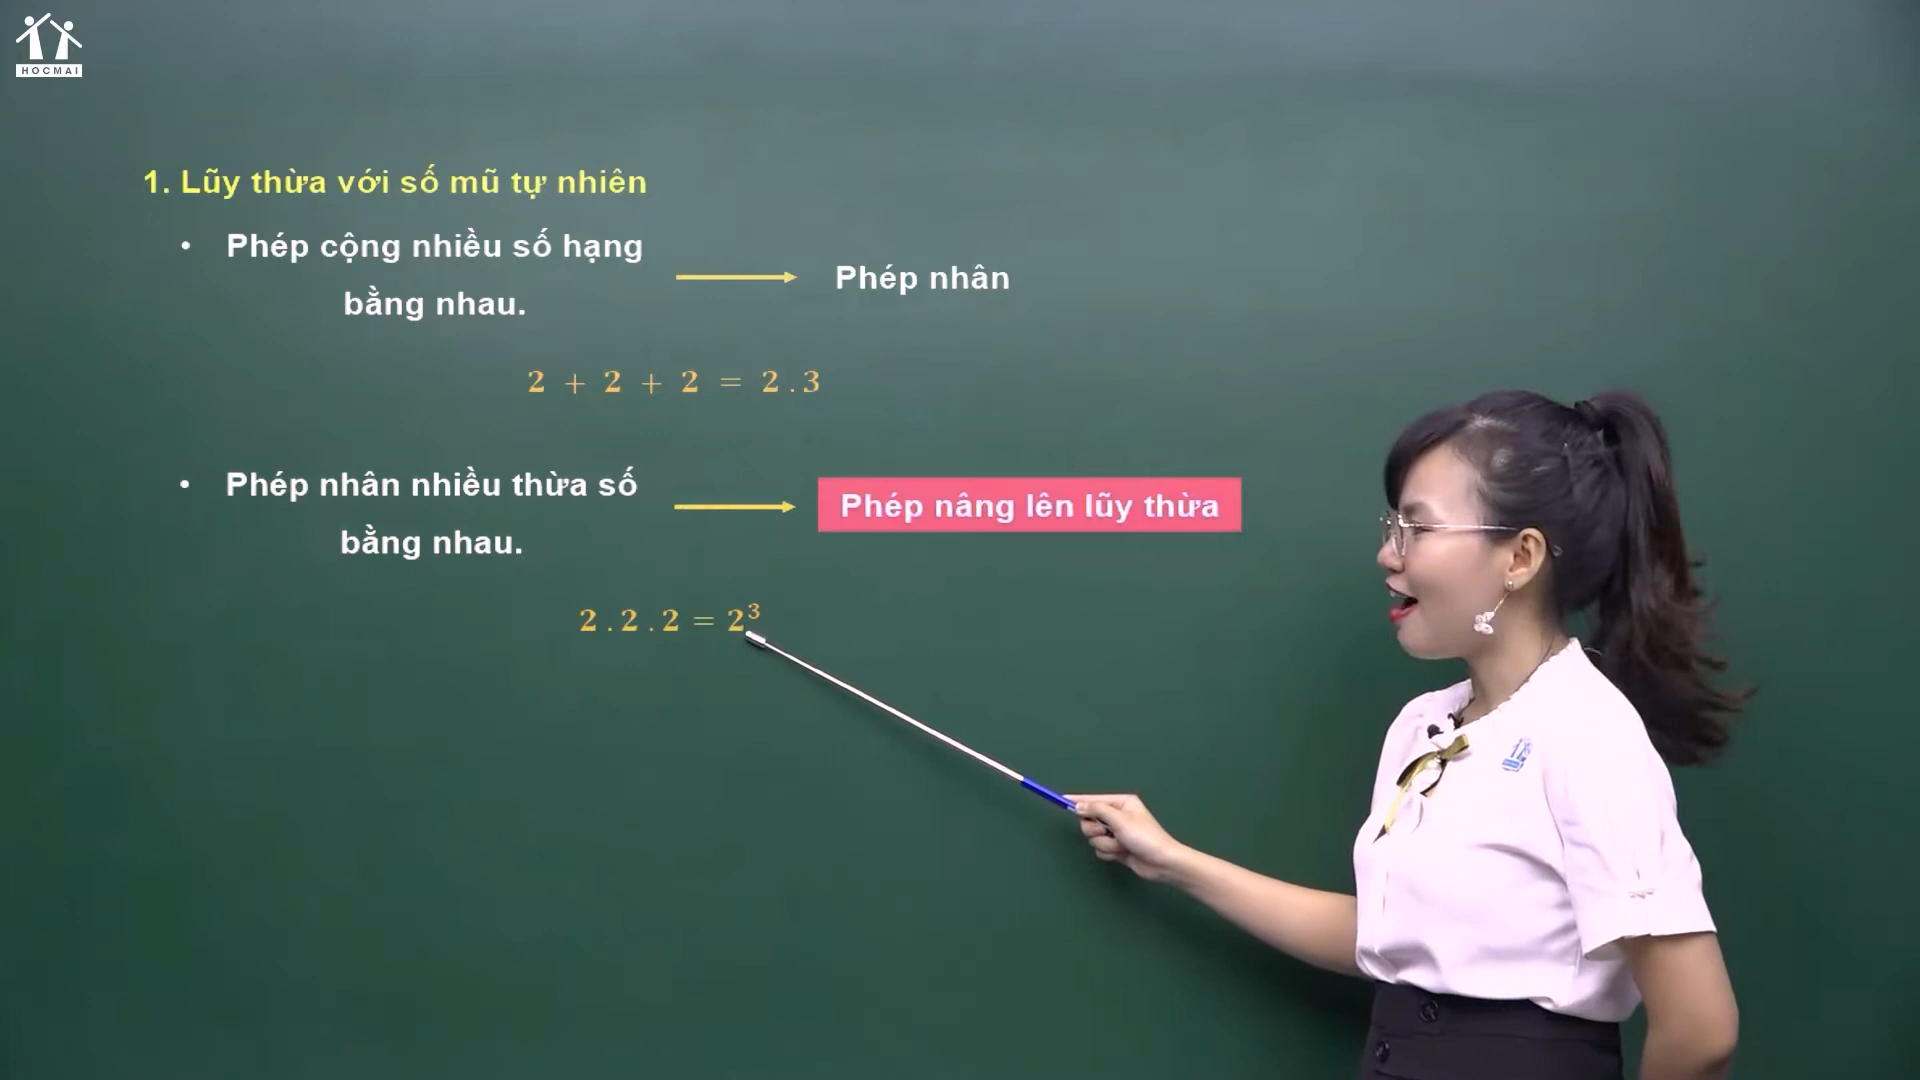 HOCMAI
1. Lũy thừa với số mũ tự nhiên
• Phép cộng nhiều số hạng
bằng nhau.
Phép nhân
2 + 2 + 2 = 2 . 3
• Phép nhân nhiều thừa số
bằng nhau.
Phép nâng lên lũy thừa
2 . 2 . 2 = 2³